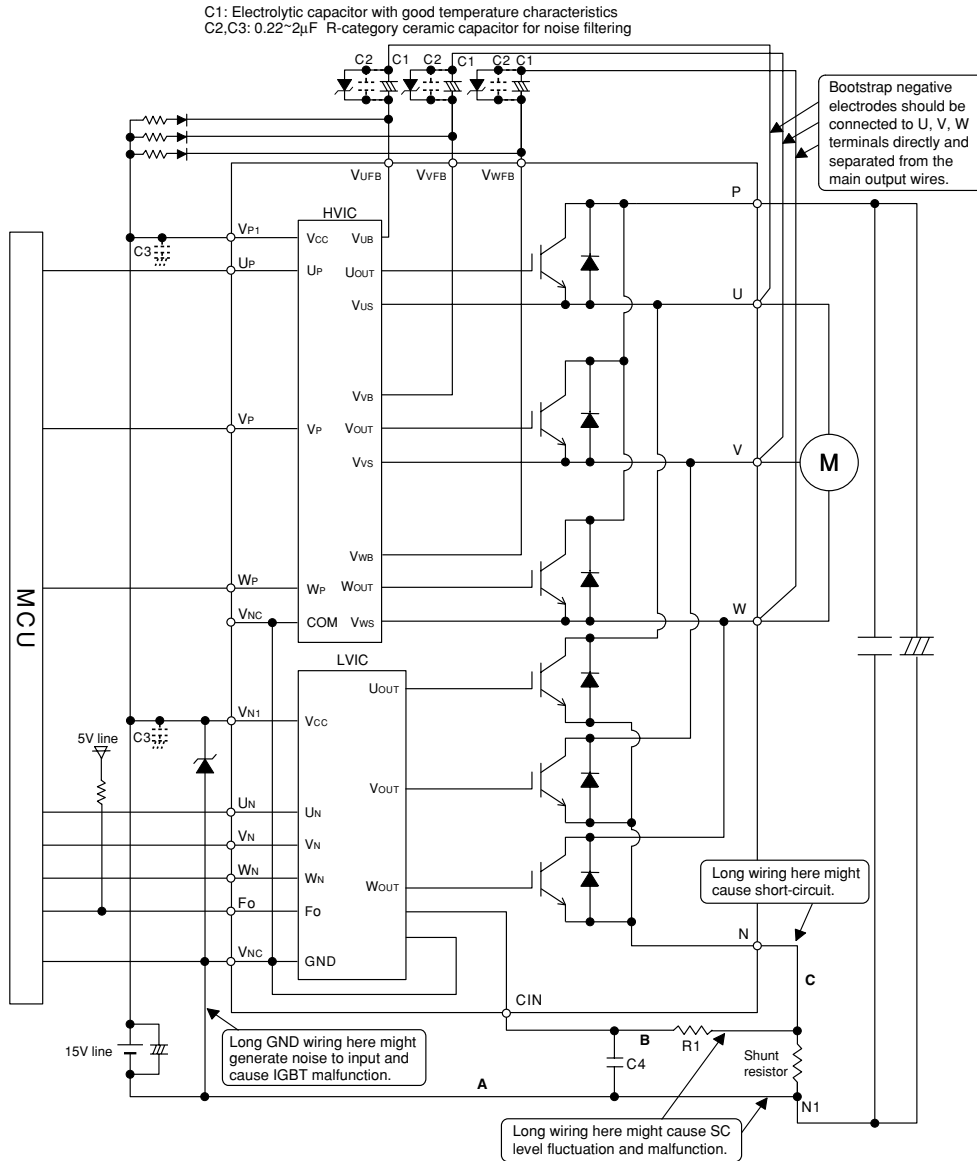 C1: Electrolytic capacitor with good temperature characteristics
C2,C3: 0.22~2μF R-category ceramic capacitor for noise filtering
C2 C1 C2 C1 C2 C1
Bootstrap negative
electrodes should be
connected to U, V, W
terminals directly and
separated from the
main output wires.
VUFB VVFB VWFB P
HVIC
VP1 VCC VUB
C3
UP UP UOUT
VUS U
VVB
VP VP VOUT
VVS V
M
VWB
WP WP WOUT
VNC COM VWS W
MCU
LVIC
UOUT
VN1 VCC
C3
5V line
VOUT
UN UN
VN VN
WN WN
WOUT
Long wiring here might
cause short-circuit.
Fo Fo
N
VNC GND
C
CIN
15V line
Long GND wiring here might
generate noise to input and
cause IGBT malfunction.
B
R1
C4
Shunt
resistor
A
N1
Long wiring here might cause SC
level fluctuation and malfunction.